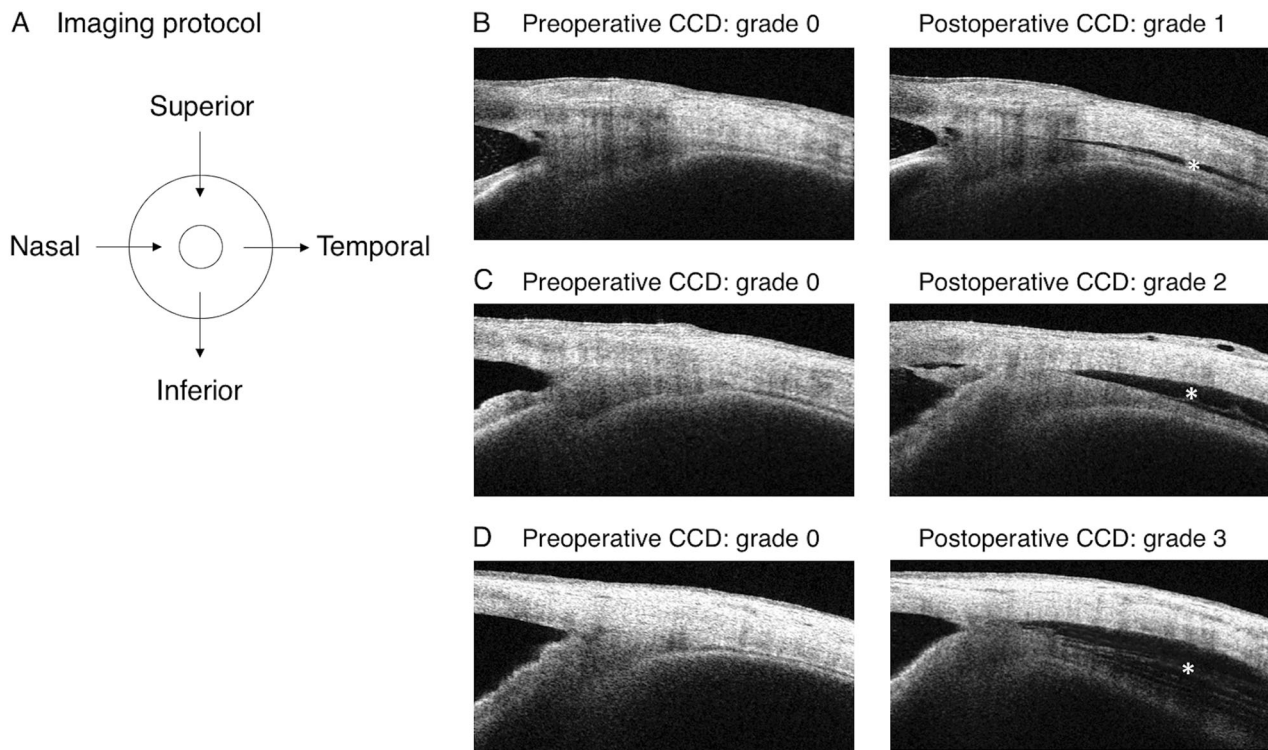 A Imaging protocol
Superior
Nasal
Temporal
Inferior
B Preoperative CCD: grade 0
Postoperative CCD: grade 1
*
C Preoperative CCD: grade 0
Postoperative CCD: grade 2
*
D Preoperative CCD: grade 0
Postoperative CCD: grade 3
*